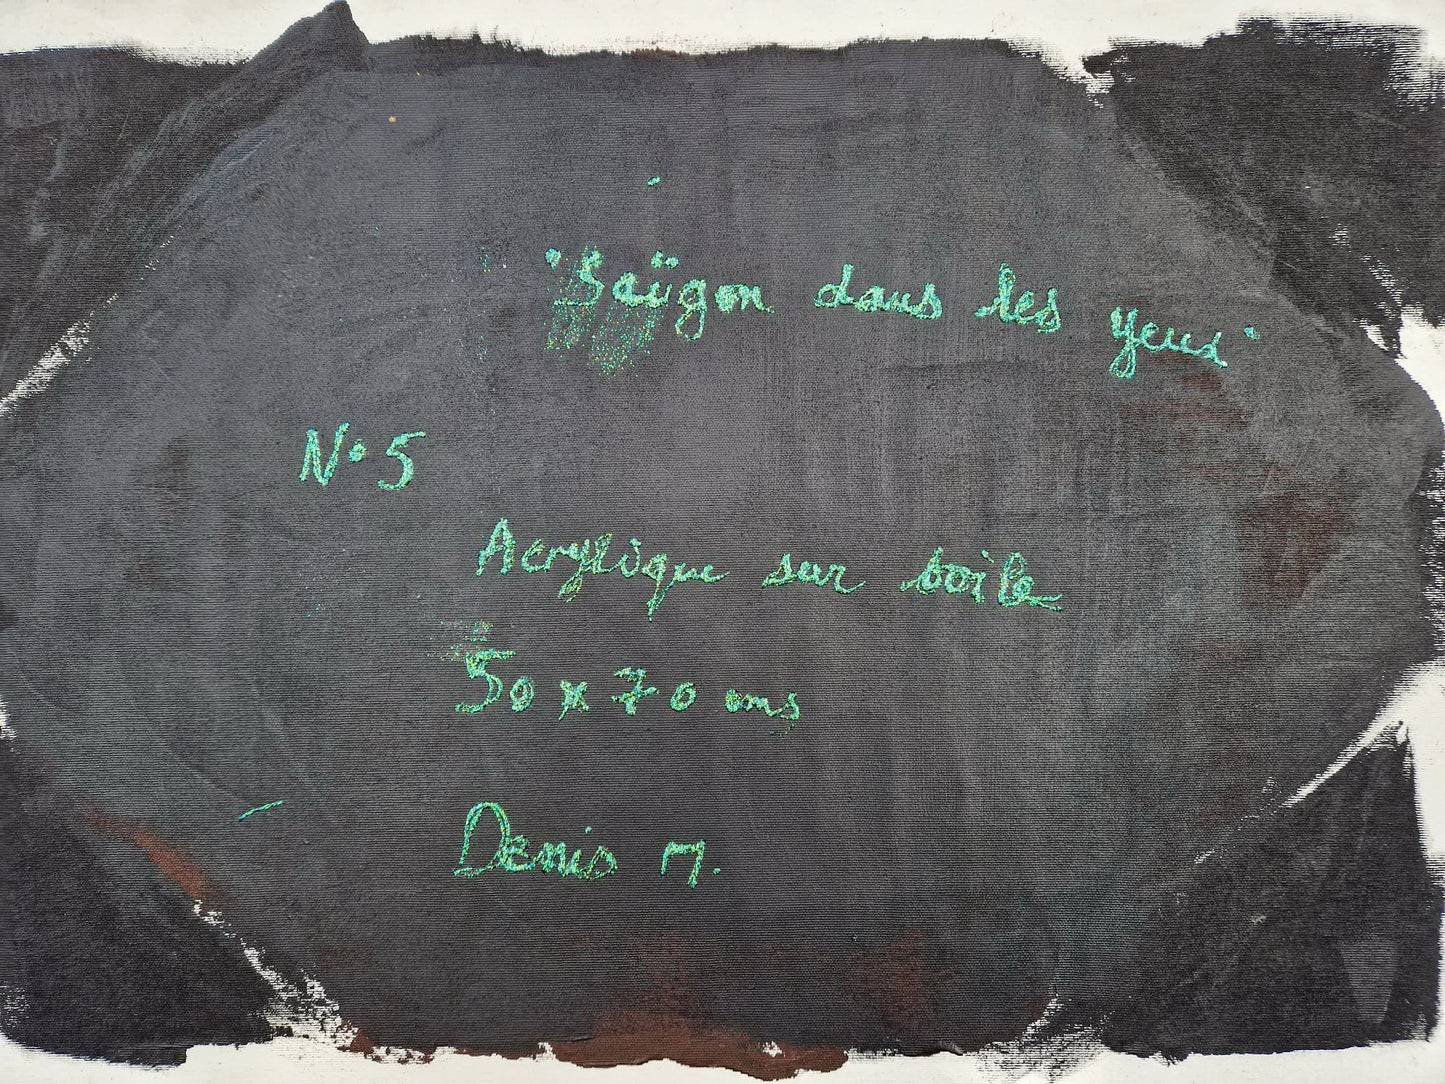 "Saïgon dans les yeux"
N° 5
Acrylique sur toile
50 x 70 cms
Denis M.